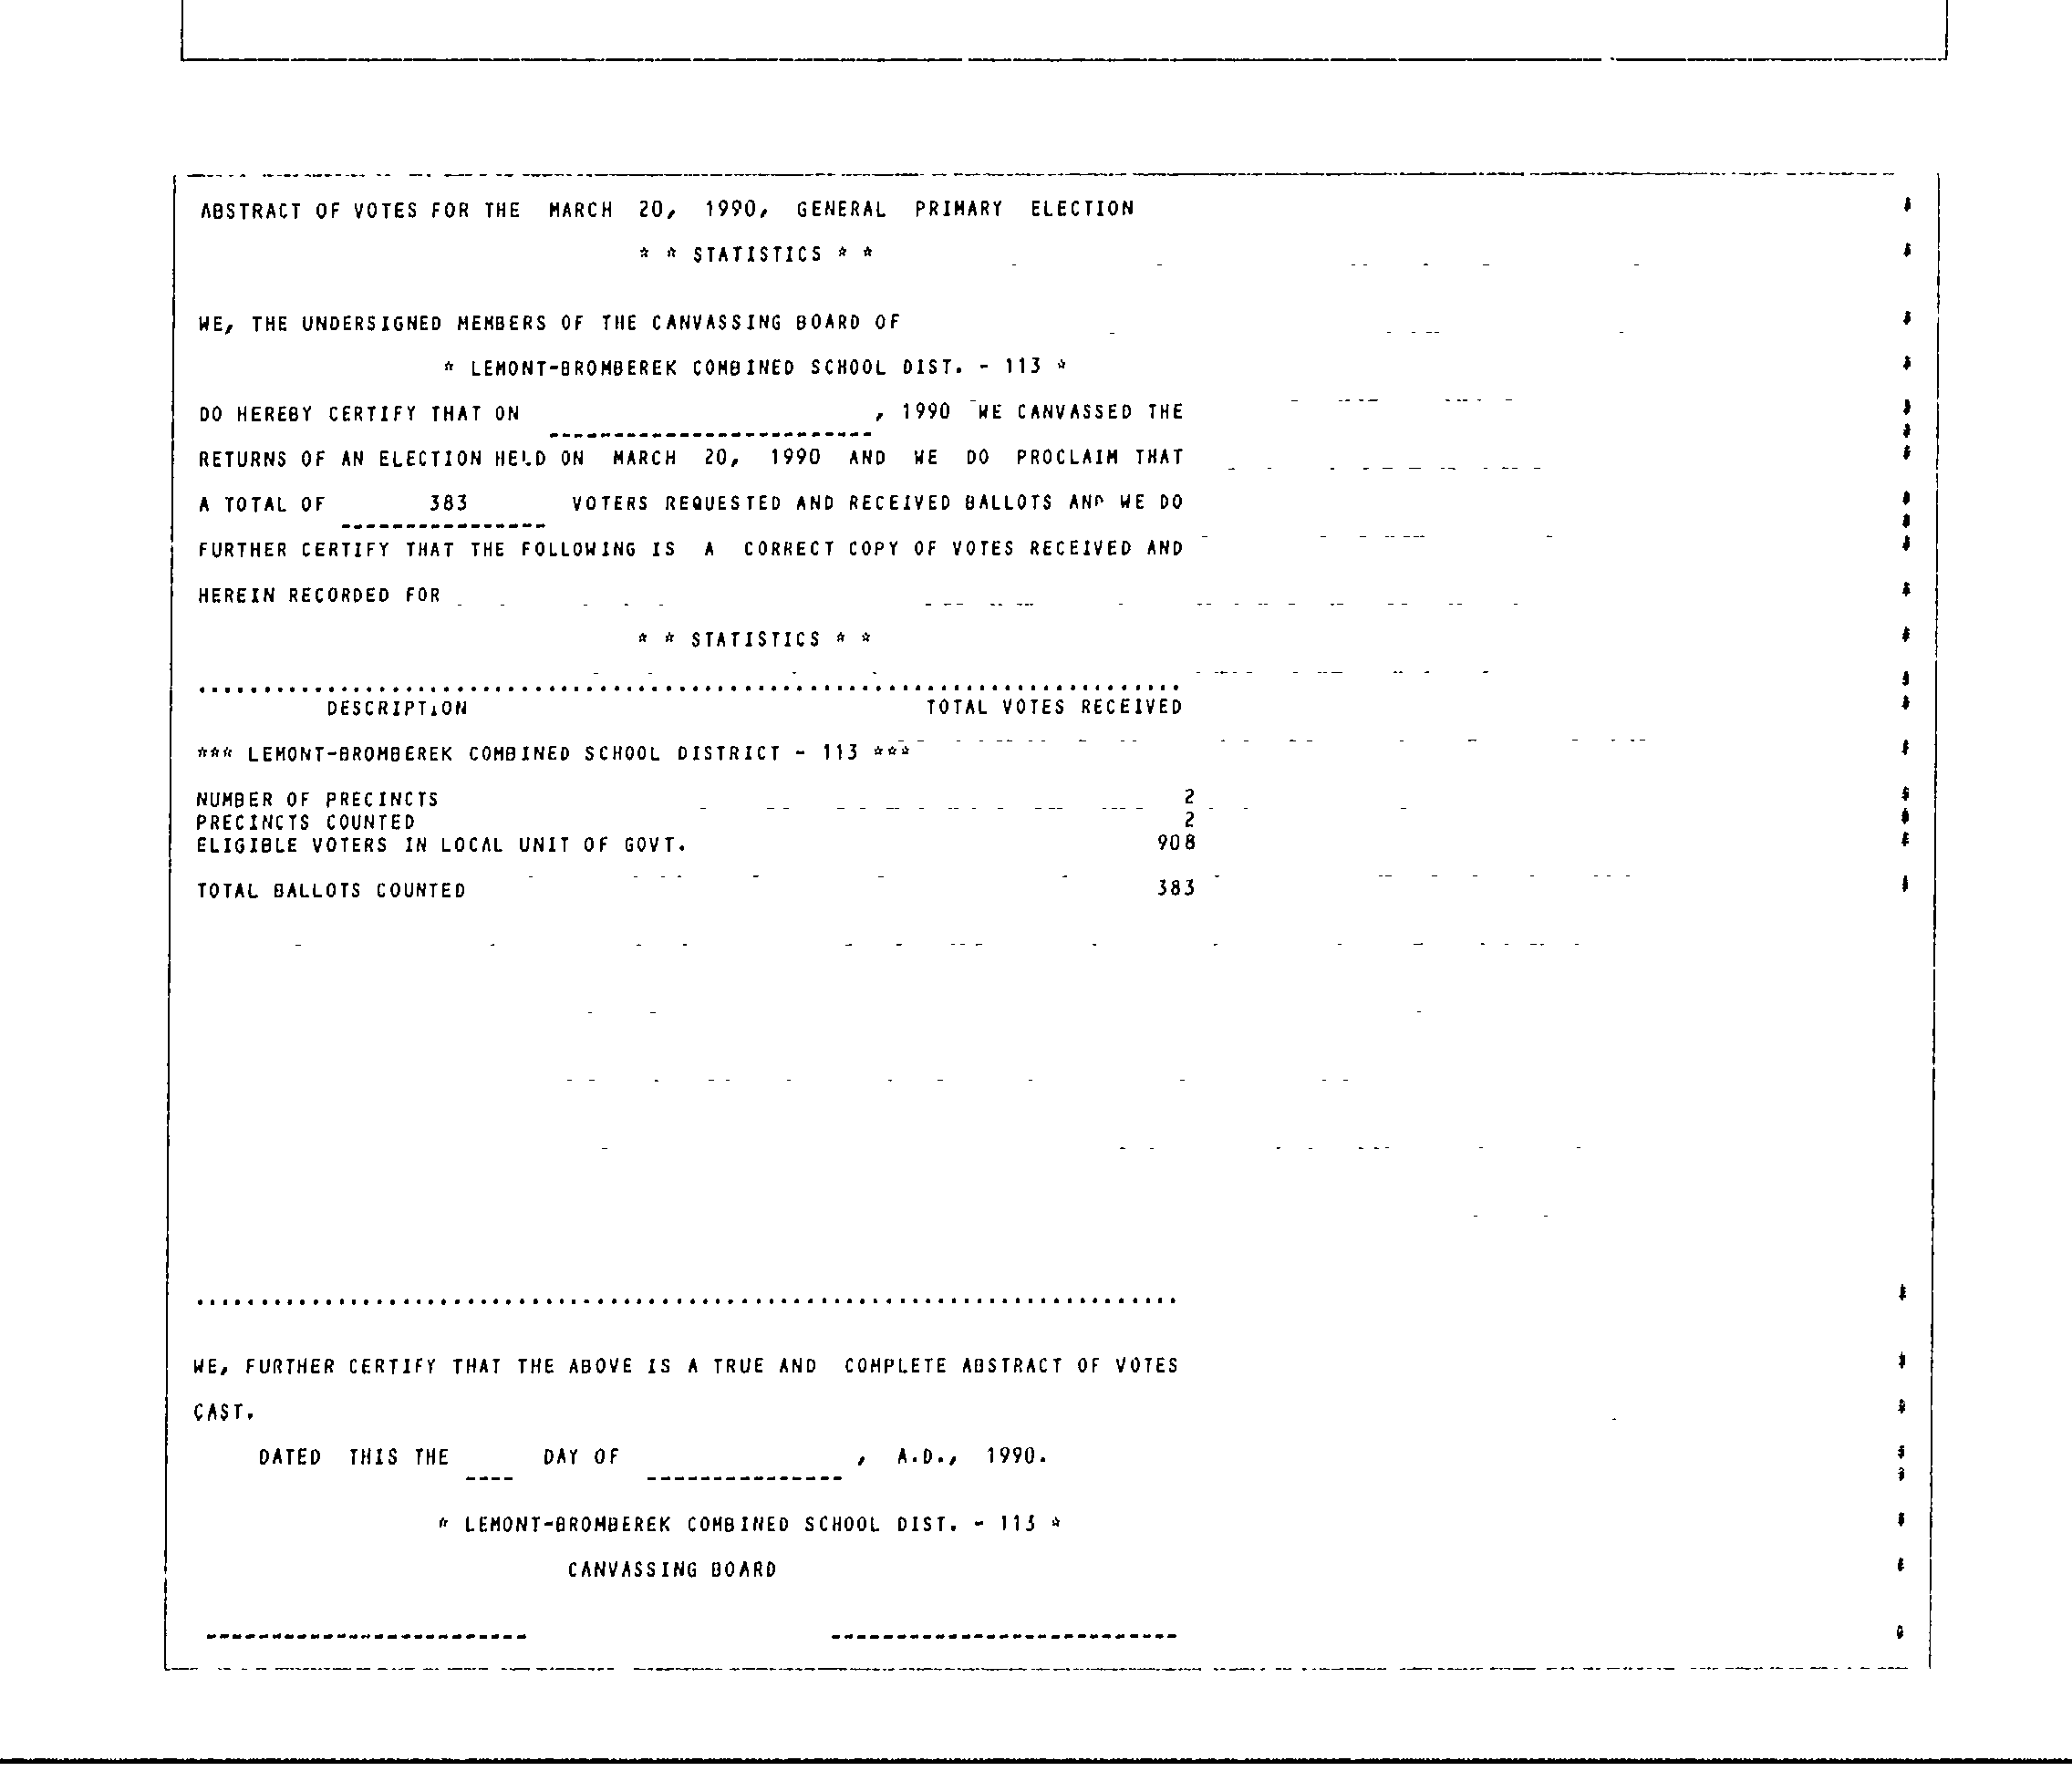 ABSTRACT OF VOTES FOR THE MARCH 20, 1990, GENERAL PRIMARY ELECTION
* * STATISTICS * *
WE, THE UNDERSIGNED MEMBERS OF THE CANVASSING BOARD OF
* LEMONT-BROMBEREK COMBINED SCHOOL DIST. - 113 *
DO HEREBY CERTIFY THAT ON , 1990 WE CANVASSED THE
RETURNS OF AN ELECTION HELD ON MARCH 20, 1990 AND WE DO PROCLAIM THAT
A TOTAL OF 383 VOTERS REQUESTED AND RECEIVED BALLOTS AND WE DO
FURTHER CERTIFY THAT THE FOLLOWING IS A CORRECT COPY OF VOTES RECEIVED AND
HEREIN RECORDED FOR
* * STATISTICS * *
DESCRIPTION TOTAL VOTES RECEIVED
*** LEMONT-BROMBEREK COMBINED SCHOOL DISTRICT - 113 ***
NUMBER OF PRECINCTS 2
PRECINCTS COUNTED 2
ELIGIBLE VOTERS IN LOCAL UNIT OF GOVT. 908
TOTAL BALLOTS COUNTED 383
WE, FURTHER CERTIFY THAT THE ABOVE IS A TRUE AND COMPLETE ABSTRACT OF VOTES
CAST.
DATED THIS THE ---- DAY OF --------------- , A.D., 1990.
* LEMONT-BROMBEREK COMBINED SCHOOL DIST. - 113 *
CANVASSING BOARD